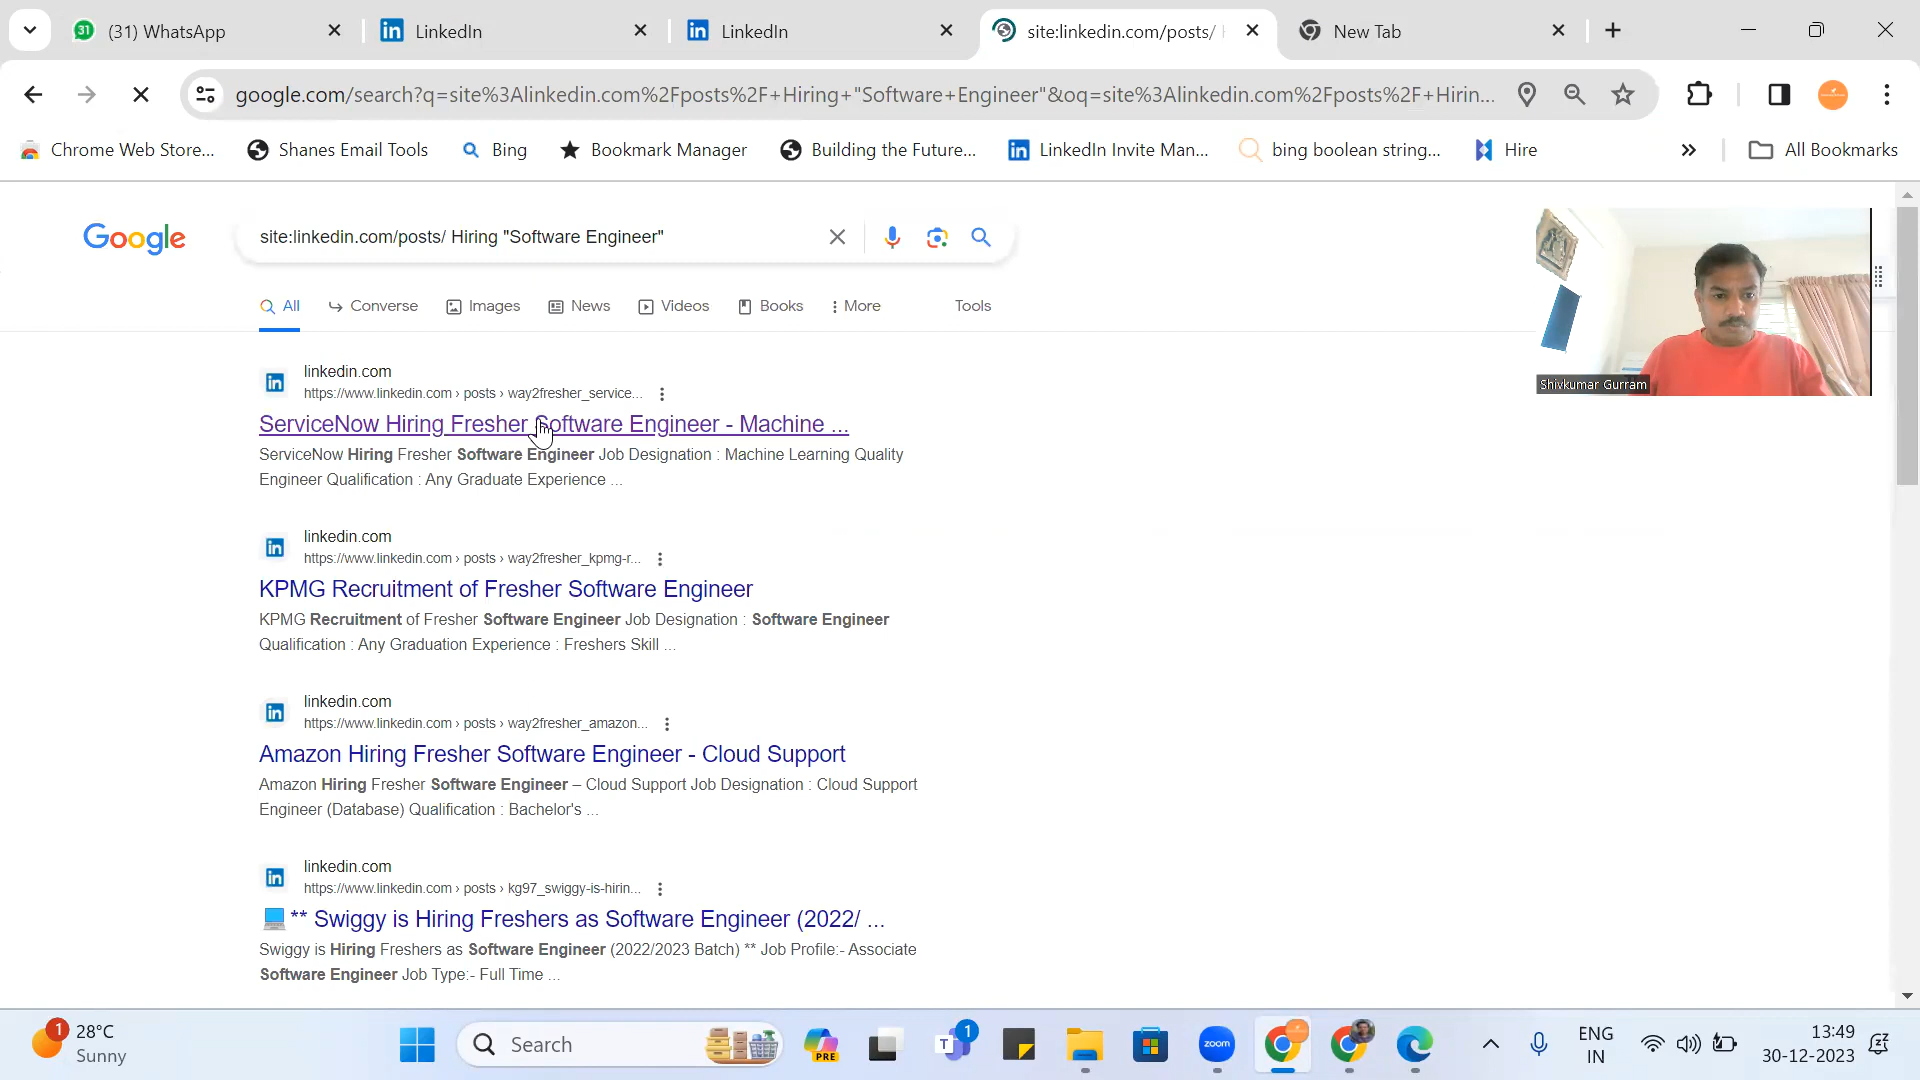 31
(31) WhatsApp
LinkedIn
LinkedIn
site:linkedin.com/posts/
New Tab
google.com/search?q=site%3Alinkedin.com%2Fposts%2F+Hiring+"Software+Engineer"&oq=site%3Alinkedin.com%2Fposts%2F+Hirin...
Chrome Web Store...
Shanes Email Tools
Bing
Bookmark Manager
Building the Future...
LinkedIn Invite Man...
bing boolean string...
Hire
»
All Bookmarks
Google
site:linkedin.com/posts/ Hiring "Software Engineer"
All
Converse
Images
News
Videos
Books
More
Tools
Shivkumar Gurram
linkedin.com
https://www.linkedin.com › posts › way2fresher_service...
ServiceNow Hiring Fresher Software Engineer - Machine ...
ServiceNow Hiring Fresher Software Engineer Job Designation : Machine Learning Quality
Engineer Qualification : Any Graduate Experience ...
linkedin.com
https://www.linkedin.com › posts › way2fresher_kpmg-r...
KPMG Recruitment of Fresher Software Engineer
KPMG Recruitment of Fresher Software Engineer Job Designation : Software Engineer
Qualification : Any Graduation Experience : Freshers Skill ...
linkedin.com
https://www.linkedin.com › posts › way2fresher_amazon...
Amazon Hiring Fresher Software Engineer - Cloud Support
Amazon Hiring Fresher Software Engineer – Cloud Support Job Designation : Cloud Support
Engineer (Database) Qualification : Bachelor's ...
linkedin.com
https://www.linkedin.com › posts › kg97_swiggy-is-hirin...
** Swiggy is Hiring Freshers as Software Engineer (2022/ ...
Swiggy is Hiring Freshers as Software Engineer (2022/2023 Batch) ** Job Profile:- Associate
Software Engineer Job Type:- Full Time ...
1
28°C
Sunny
Search
PRE
1
zoom
ENG
IN
13:49
30-12-2023